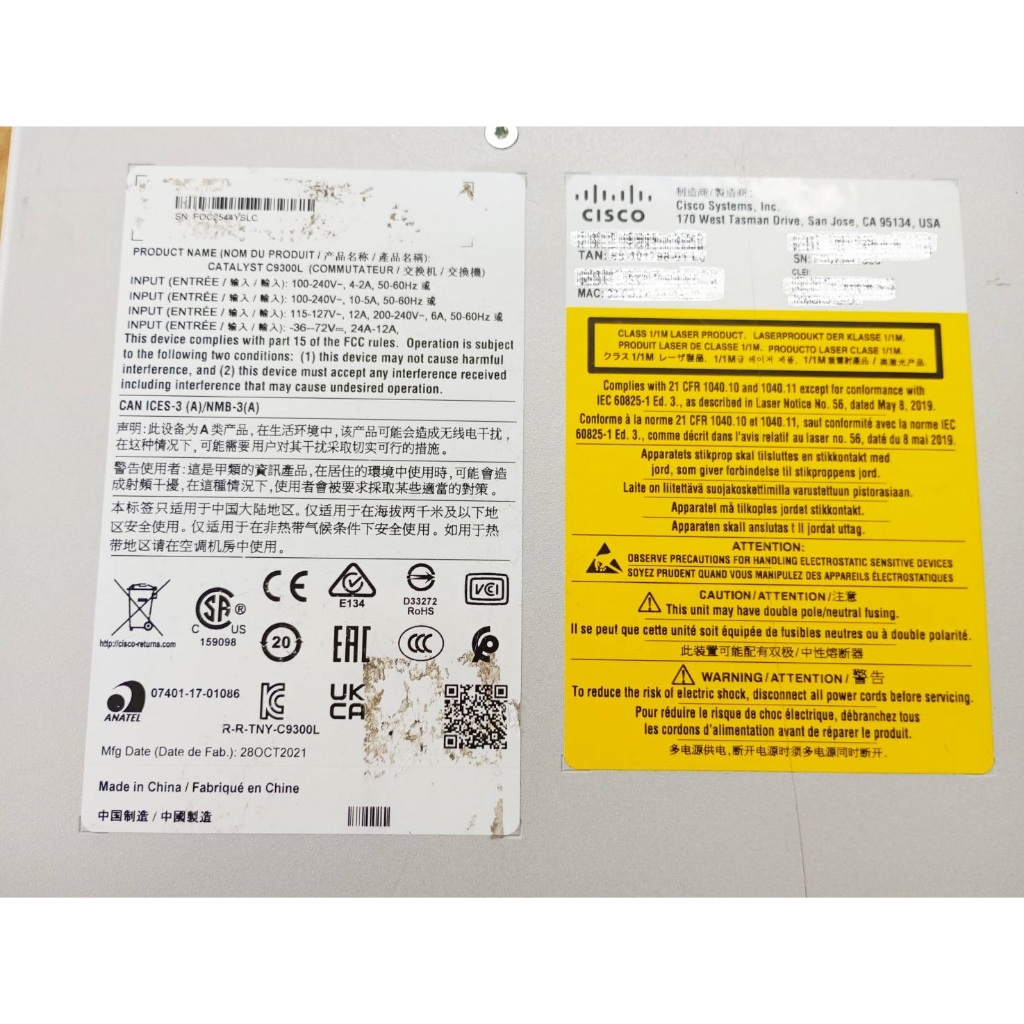 SN: FOC2544YSLC
PRODUCT NAME (NOM DU PRODUIT / 产品名称 / 產品名稱):
CATALYST C9300L (COMMUTATEUR / 交换机 / 交換機)
INPUT (ENTRÉE / 输入 / 輸入): 100-240V~, 4-2A, 50-60Hz 或
INPUT (ENTRÉE / 输入 / 輸入): 100-240V~, 10-5A, 50-60Hz 或
INPUT (ENTRÉE / 输入 / 輸入): 115-127V~, 12A, 200-240V~, 6A, 50-60Hz 或
INPUT (ENTRÉE / 输入 / 輸入): -36--72V⎓, 24A-12A,
This device complies with part 15 of the FCC rules. Operation is subject
to the following two conditions: (1) this device may not cause harmful
interference, and (2) this device must accept any interference received
including interference that may cause undesired operation.
CAN ICES-3 (A)/NMB-3(A)
声明: 此设备为A类产品, 在生活环境中, 该产品可能会造成无线电干扰,
在这种情况下, 可能需要用户对其干扰采取切实可行的措施。
警告使用者: 這是甲類的資訊產品, 在居住的環境中使用時, 可能會造
成射頻干擾, 在這種情況下, 使用者會被要求採取某些適當的對策。
本标签只适用于中国大陆地区。仅适用于在海拔两千米及以下地
区安全使用。仅适用于在非热带气候条件下安全使用。如用于热
带地区请在空调机房中使用。
http://cisco-returns.com
SA ®
C US
159098
CE
E134
D33272
RoHS
VCI
20
EAC
CCC
ANATEL
07401-17-01086
KC
UK
CA
R-R-TNY-C9300L
Mfg Date (Date de Fab.): 28OCT2021
Made in China / Fabriqué en Chine
中国制造 / 中國製造
CISCO
制造商/製造商:
Cisco Systems, Inc.
170 West Tasman Drive, San Jose, CA 95134, USA
TAN:
SN:
CLEI:
MAC:
CLASS 1/1M LASER PRODUCT. LASERPRODUKT DER KLASSE 1/1M.
PRODUIT LASER DE CLASSE 1/1M. PRODUCTO LASER CLASE 1/1M.
クラス 1/1M レーザ製品. 1/1M급 레이저 제품. 1/1M 类激光产品.
Complies with 21 CFR 1040.10 and 1040.11 except for conformance with
IEC 60825-1 Ed. 3., as described in Laser Notice No. 56, dated May 8, 2019.
Conforme à la norme 21 CFR 1040.10 et 1040.11, sauf conformité avec la norme IEC
60825-1 Ed. 3., comme décrit dans l'avis relatif au laser no. 56, daté du 8 mai 2019.
Apparatets stikprop skal tilsluttes en stikkontakt med
jord, som giver forbindelse til stikproppens jord.
Laite on liitettävä suojakoskettimilla varustettuun pistorasiaan.
Apparatet må tilkoples jordet stikkontakt.
Apparaten skall anslutas t ll jordat uttag.
ATTENTION:
OBSERVE PRECAUTIONS FOR HANDLING ELECTROSTATIC SENSITIVE DEVICES
SOYEZ PRUDENT QUAND VOUS MANIPULEZ DES APPAREILS ÉLECTROSTATIQUES
CAUTION/ATTENTION/注意
This unit may have double pole/neutral fusing.
Il se peut que cette unité soit équipée de fusibles neutres ou à double polarité.
此装置可能配有双极/中性熔断器
WARNING/ATTENTION/警告
To reduce the risk of electric shock, disconnect all power cords before servicing.
Pour réduire le risque de choc électrique, débranchez tous
les cordons d'alimentation avant de réparer le produit.
多电源供电, 断开电源时须多电源同时断开.